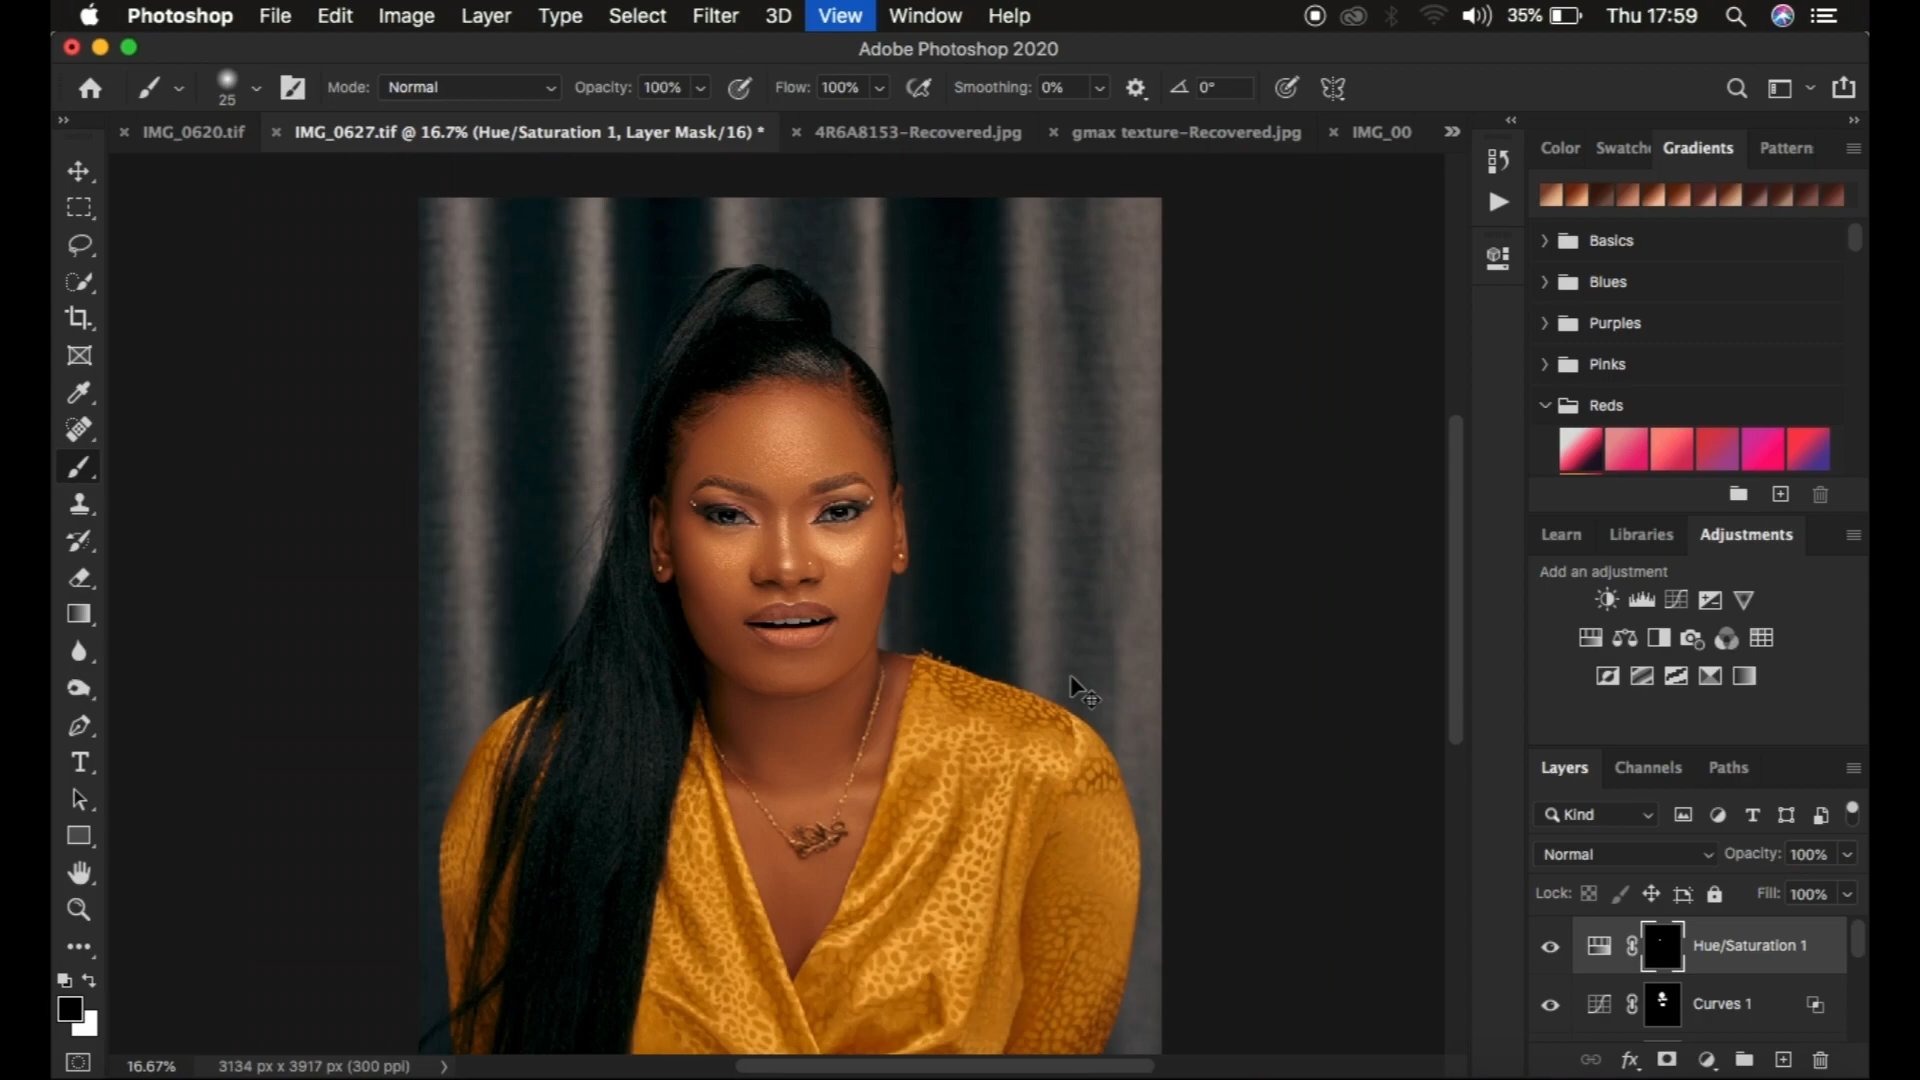 Photoshop File Edit Image Layer Type Select Filter 3D View Window Help 35% Thu 17:59
Adobe Photoshop 2020
25 Mode: Normal Opacity: 100% Flow: 100% Smoothing: 0% 0°
IMG_0620.tif IMG_0627.tif @ 16.7% (Hue/Saturation 1, Layer Mask/16) * 4R6A8153-Recovered.jpg gmax texture-Recovered.jpg IMG_00
Color Swatche Gradients Pattern
Basics
Blues
Purples
Pinks
Reds
Learn Libraries Adjustments
Add an adjustment
Layers Channels Paths
Kind
Normal Opacity: 100%
Lock: Fill: 100%
Hue/Saturation 1
Curves 1
16.67% 3134 px x 3917 px (300 ppi)